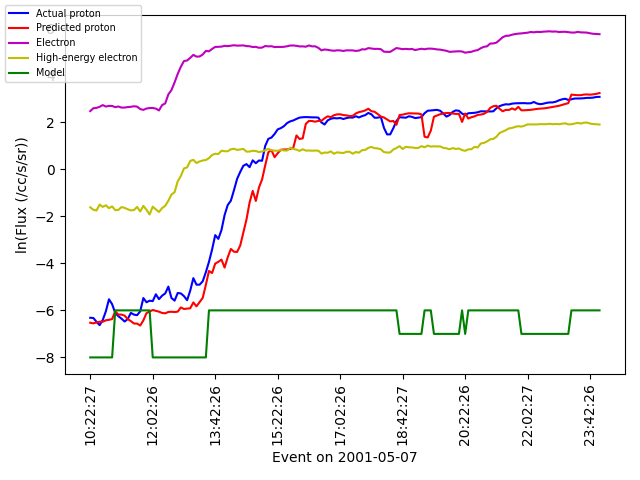 Actual proton
Predicted proton
Electron
High-energy electron
Model
2
0
−2
−4
−6
−8
ln(Flux (/cc/s/sr))
10:22:27
12:02:26
13:42:26
15:22:26
17:02:26
18:42:27
20:22:26
22:02:27
23:42:26
Event on 2001-05-07